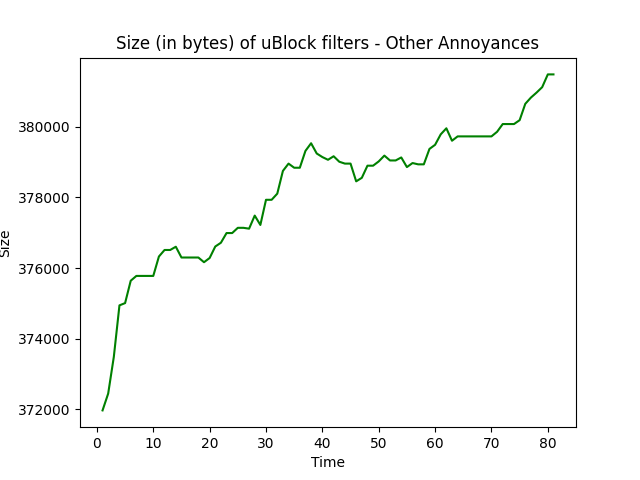 Size (in bytes) of uBlock filters - Other Annoyances
380000
378000
376000
374000
372000
Size
0 10 20 30 40 50 60 70 80
Time